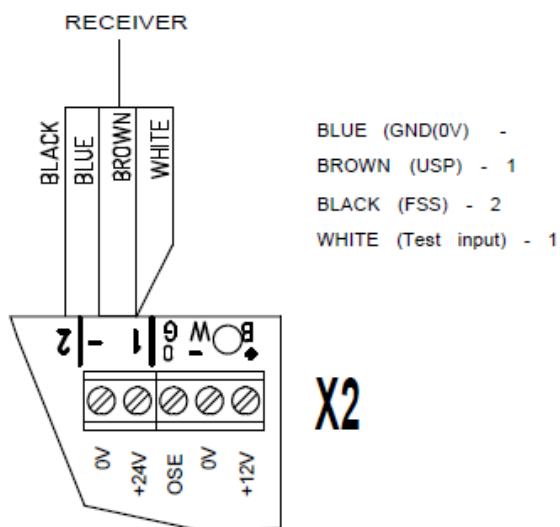 RECEIVER
BLACK
BLUE
BROWN
WHITE
BLUE (GND(0V) -
BROWN (USP) - 1
BLACK (FSS) - 2
WHITE (Test input) - 1
2 - 1 G W B
X2
0V
+24V
OSE
0V
+12V